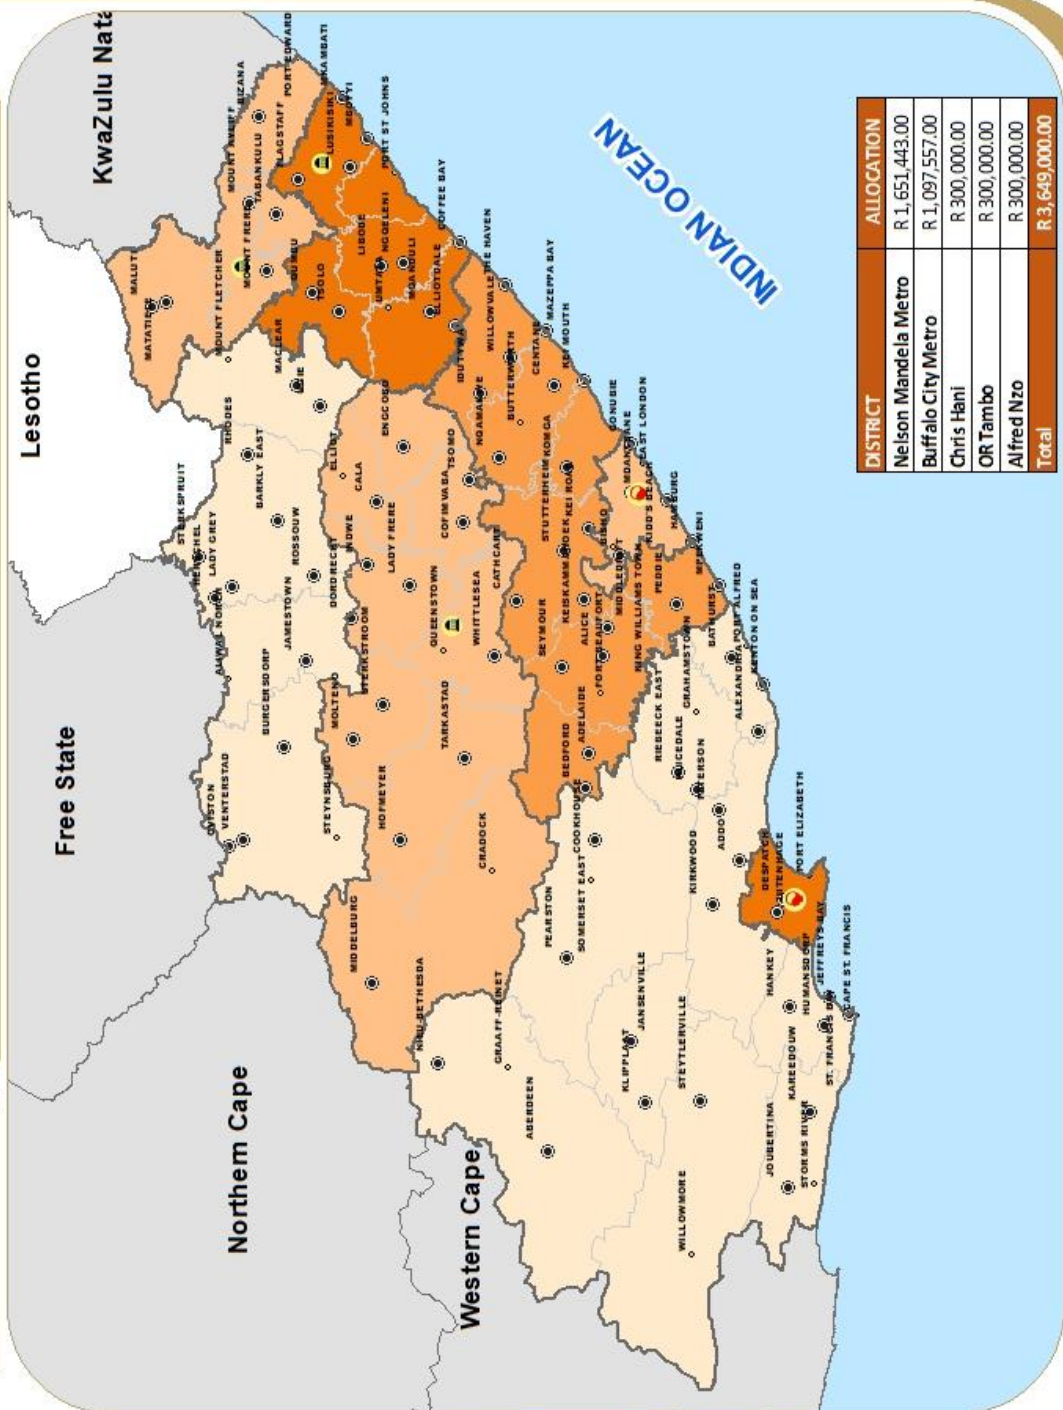 Lesotho
KwaZulu Nata
Free State
Northern Cape
Western Cape
INDIAN OCEAN
MALUTI
MATATIELE
MOUNT FLETCHER
MOUNT FRERE
MOUNT AYLIFF
TABANKULU
BIZANA
FLAGSTAFF
PORT EDWARD
MKAMBATI
LUSIKISIKI
MBOTYI
PORT ST JOHNS
QUMBU
TSOLO
LIBODE
NGQELENI
UMTATA
MQANDULI
COFFEE BAY
ELLIOTDALE
MACLEAR
UGIE
RHODES
BARKLY EAST
STERKSPRUIT
HERSCHEL
LADY GREY
ALIWAL NORTH
ROSSOUW
JAMESTOWN
DORDRECHT
BURGERSDORP
OVISTON
VENTERSTAD
STEYNSBURG
MOLTENO
STERKSTROOM
INDWE
ELLIOT
CALA
ENGCOBO
LADY FRERE
COFIMVABA
TSOMO
QUEENSTOWN
WHITTLESEA
CATHCART
TARKASTAD
HOFMEYER
CRADOCK
MIDDELBURG
IDUTYWA
WILLOWVALE
THE HAVEN
NQAMAKWE
BUTTERWORTH
CENTANE
MAZEPPA BAY
KEI MOUTH
KOMGA
STUTTERHEIM
KEI ROAD
KEISKAMMAHOEK
BISHO
SEYMOUR
ALICE
FORT BEAUFORT
MIDDLEDRIFT
KING WILLIAMS TOWN
PEDDIE
ADELAIDE
BEDFORD
GONUBIE
EAST LONDON
MDANTSANE
KIDD'S BEACH
HAMBURG
MPEKWENI
BATHURST
PORT ALFRED
KENTON ON SEA
ALEXANDRIA
GRAHAMSTOWN
RIEBEECK EAST
ALICEDALE
PATERSON
ADDO
KIRKWOOD
COOKHOUSE
SOMERSET EAST
PEARSTON
NIEU-BETHESDA
GRAAFF-REINET
ABERDEEN
JANSENVILLE
KLIPPLAAT
STEYTLERVILLE
WILLOWMORE
DESPATCH
UITENHAGE
PORT ELIZABETH
HANKEY
HUMANSDORP
JEFFREYS BAY
CAPE ST. FRANCIS
ST. FRANCIS BAY
KAREEDOUW
JOUBERTINA
STORMS RIVER
DISTRICT ALLOCATION
Nelson Mandela Metro R 1, 651,443.00
Buffalo City Metro R 1,097,557.00
Chris Hani R 300,000.00
OR Tambo R 300,000.00
Alfred Nzo R 300,000.00
Total R 3,649,000.00